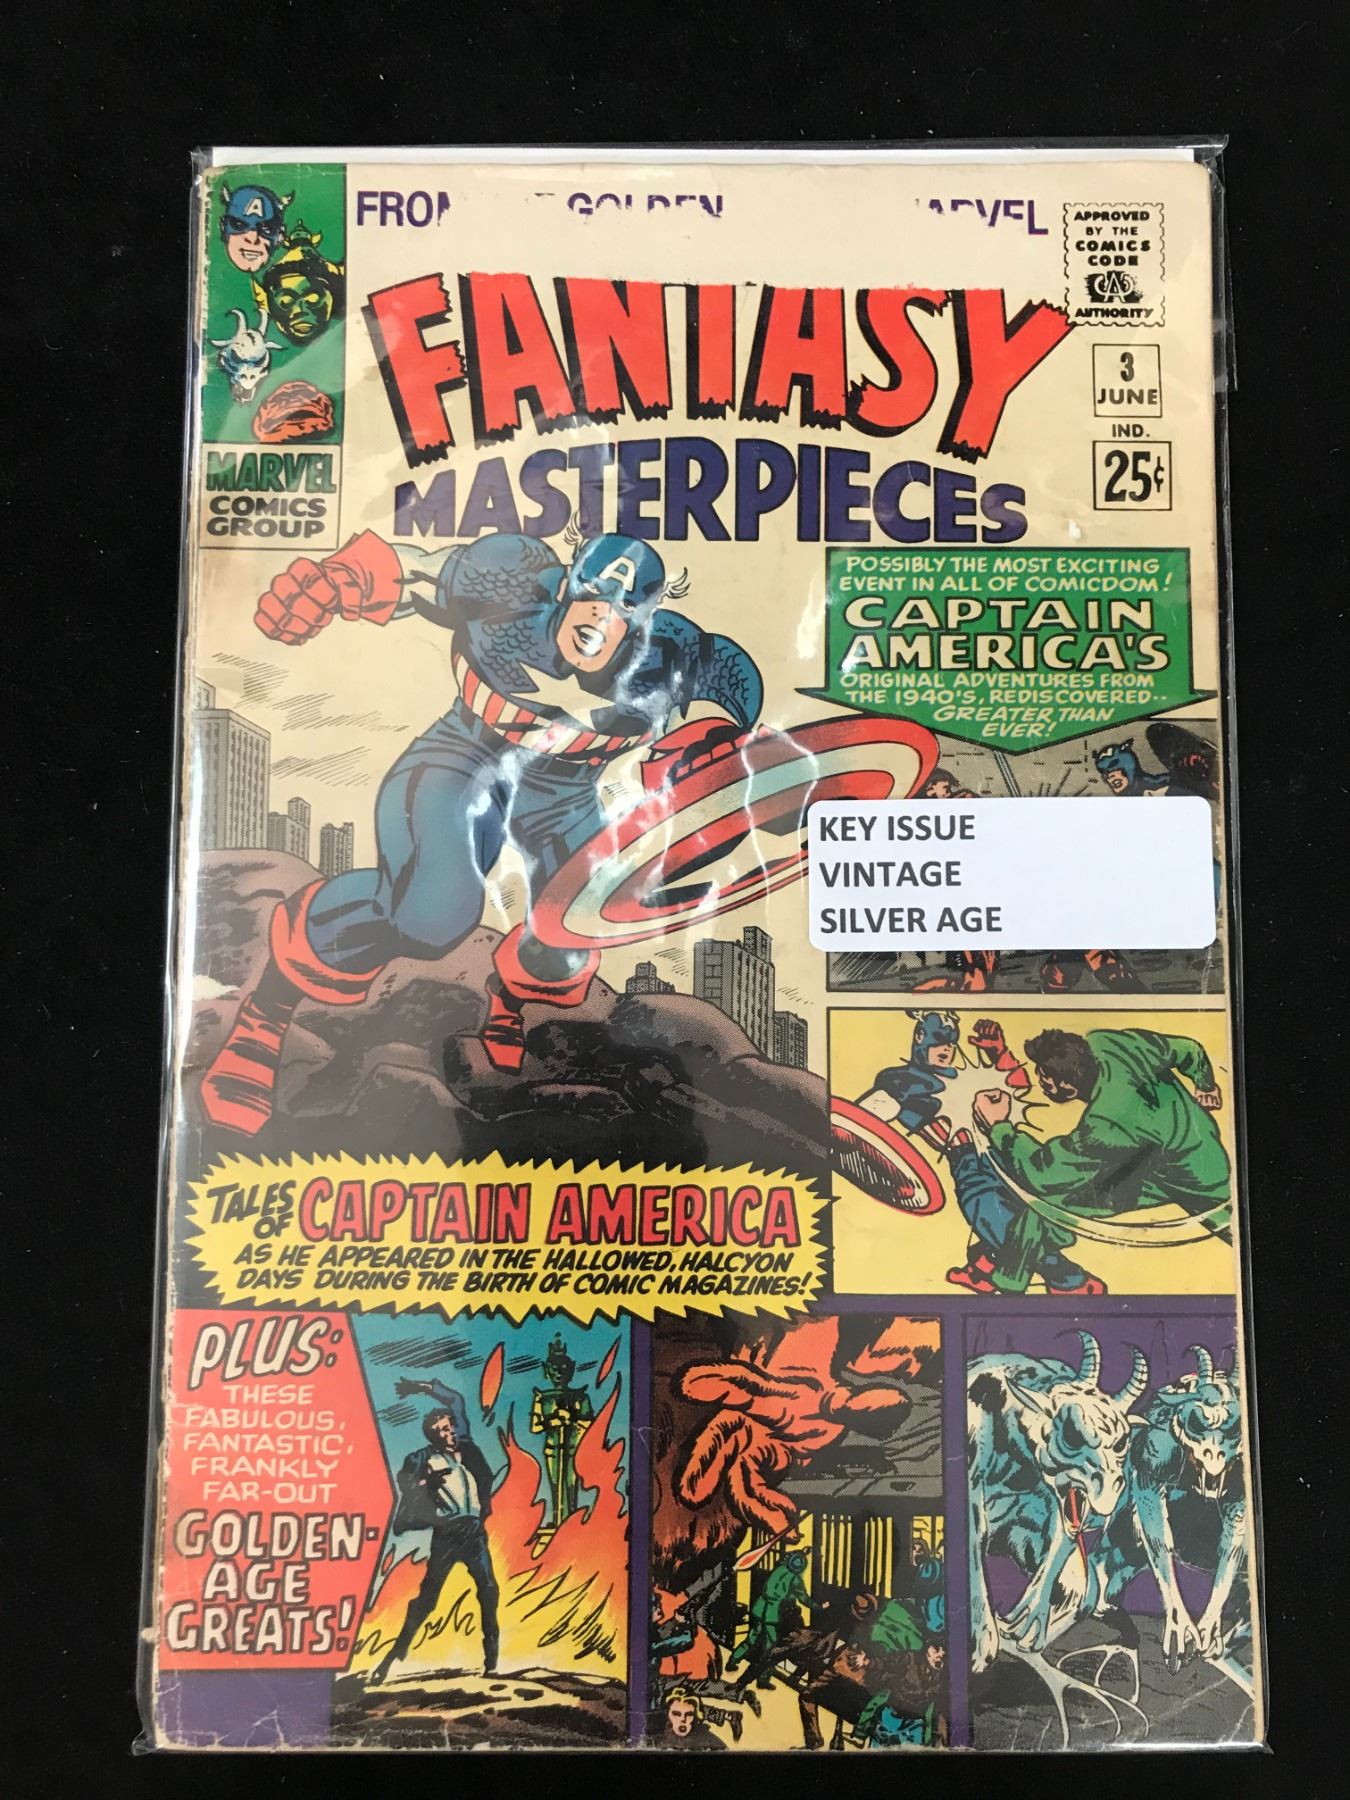 FROM GOLDEN MARVEL
FANTASY
MASTERPIECES
A
MARVEL
COMICS
GROUP
APPROVED
BY THE
COMICS
CODE
AUTHORITY
3
JUNE
IND.
25¢
POSSIBLY THE MOST EXCITING
EVENT IN ALL OF COMICDOM!
CAPTAIN
AMERICA'S
ORIGINAL ADVENTURES FROM
THE 1940'S, REDISCOVERED--
GREATER THAN
EVER!
A
KEY ISSUE
VINTAGE
SILVER AGE
TALES OF CAPTAIN AMERICA
AS HE APPEARED IN THE HALLOWED, HALCYON
DAYS DURING THE BIRTH OF COMIC MAGAZINES!
PLUS:
THESE
FABULOUS,
FANTASTIC,
FRANKLY
FAR-OUT
GOLDEN-
AGE
GREATS!